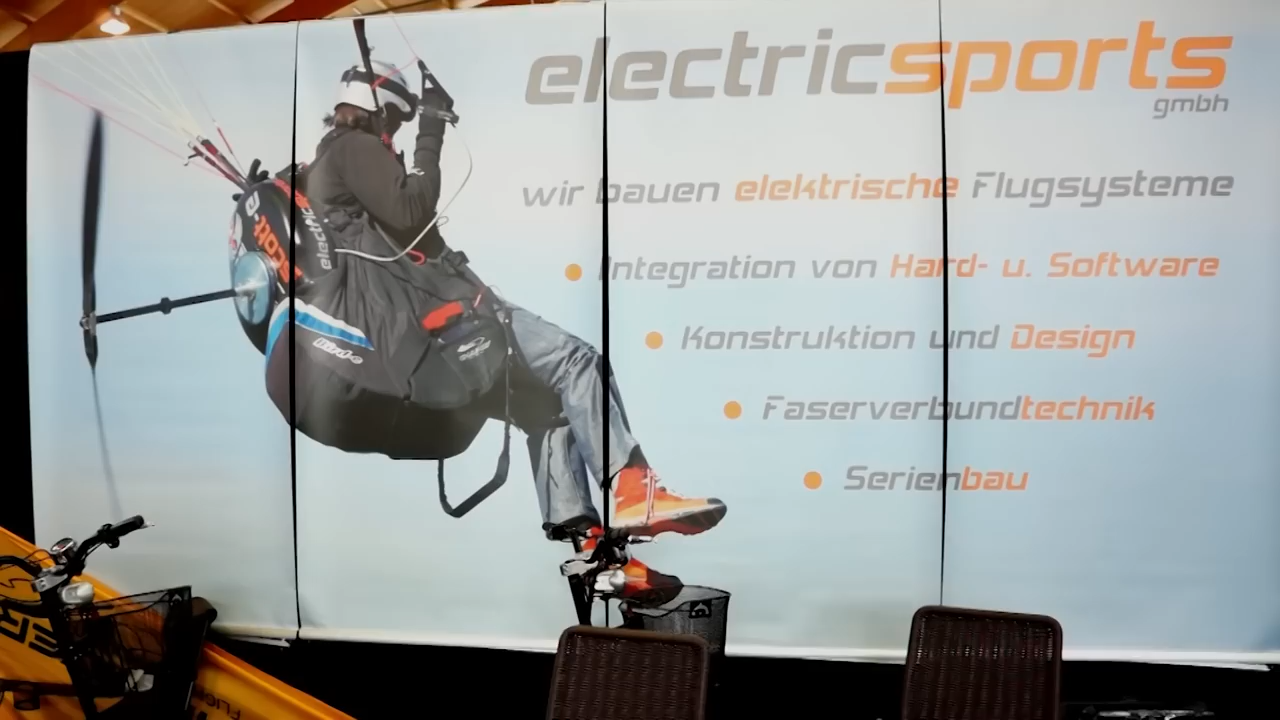 electricsports
gmbh
wir bauen elektrische Flugsysteme
Integration von Hard- u. Software
Konstruktion und Design
Faserverbundtechnik
Serienbau